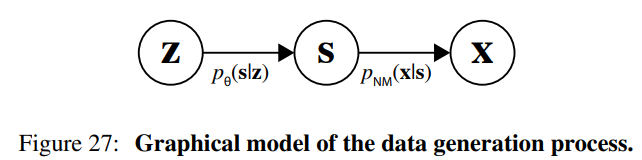 z s x
pθ(s|z) pNM(x|s)
Figure 27: Graphical model of the data generation process.